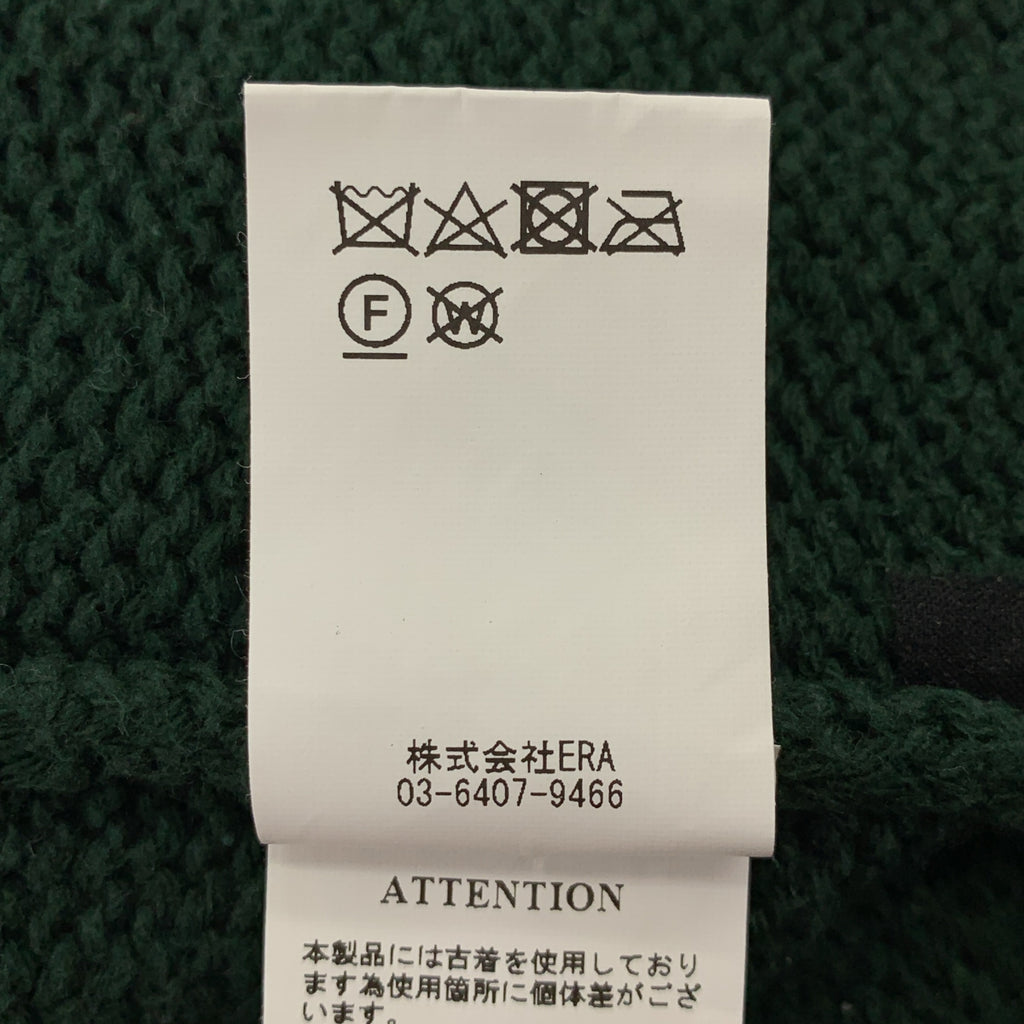 F
W
株式会社ERA
03-6407-9466
ATTENTION
本製品には古着を使用しており
ます為使用箇所に個体差がござ
います。